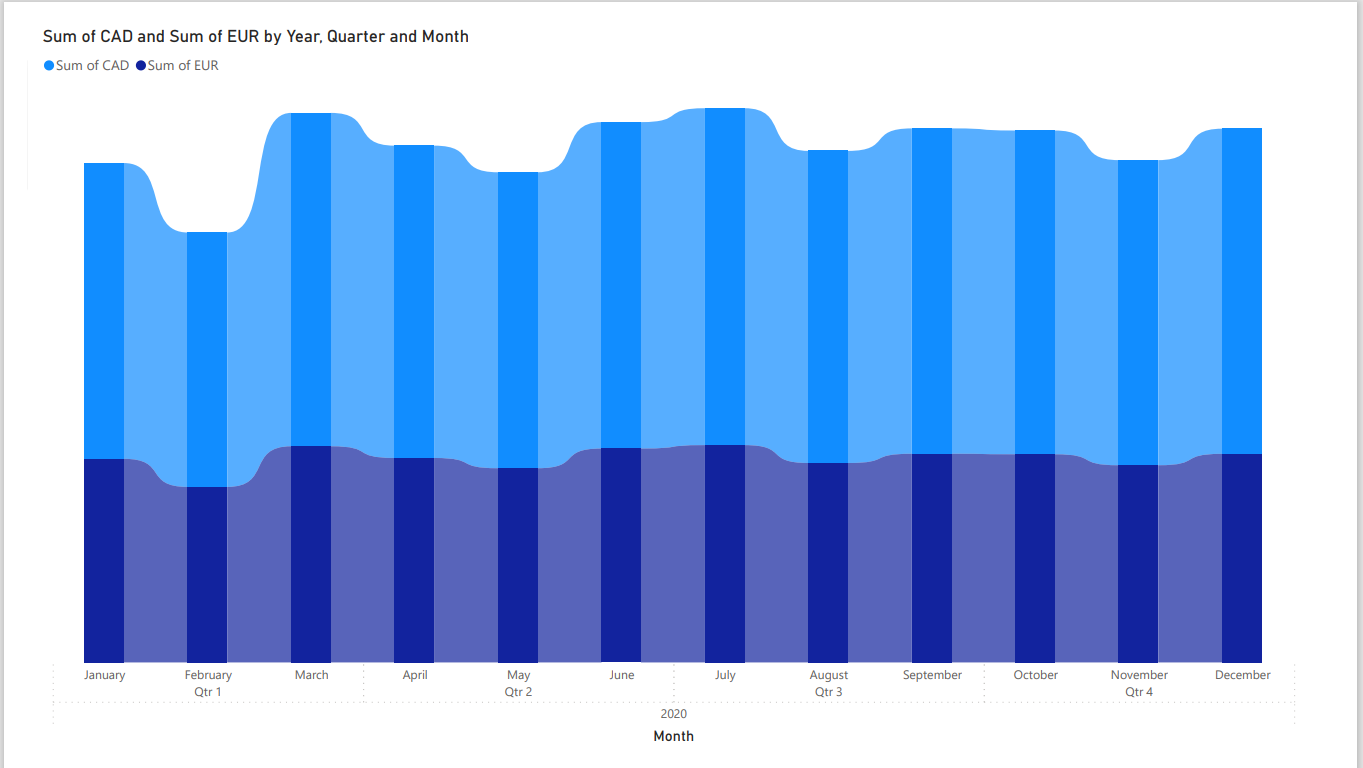 Sum of CAD and Sum of EUR by Year, Quarter and Month
Sum of CAD Sum of EUR
January February March April May June July August September October November December
Qtr 1 Qtr 2 Qtr 3 Qtr 4
2020
Month